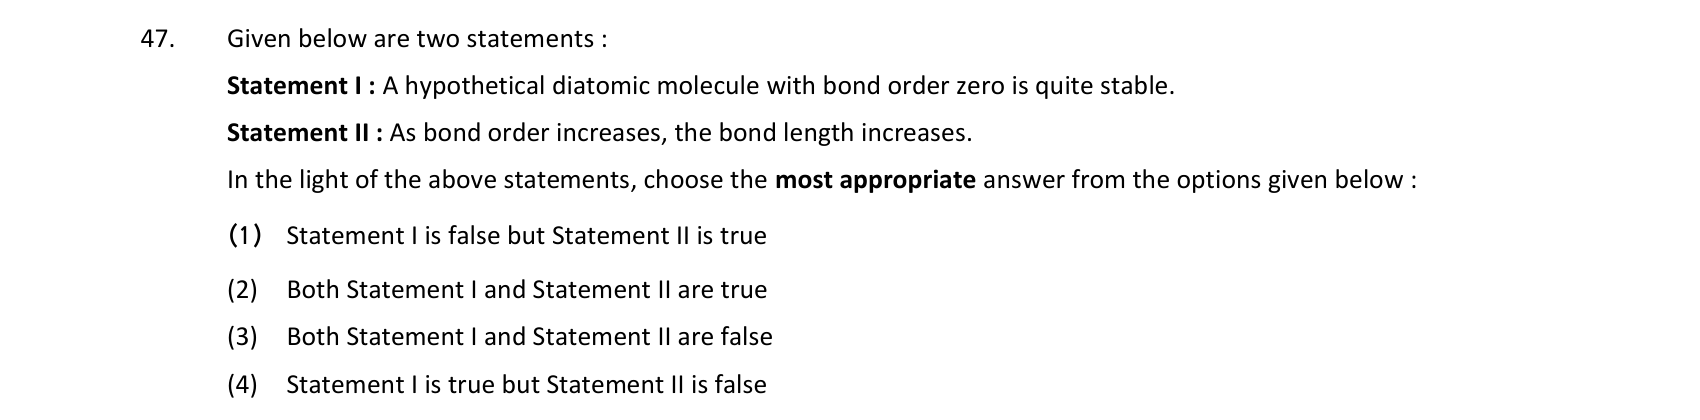 47. Given below are two statements :
Statement I : A hypothetical diatomic molecule with bond order zero is quite stable.
Statement II : As bond order increases, the bond length increases.
In the light of the above statements, choose the most appropriate answer from the options given below :
(1) Statement I is false but Statement II is true
(2) Both Statement I and Statement II are true
(3) Both Statement I and Statement II are false
(4) Statement I is true but Statement II is false